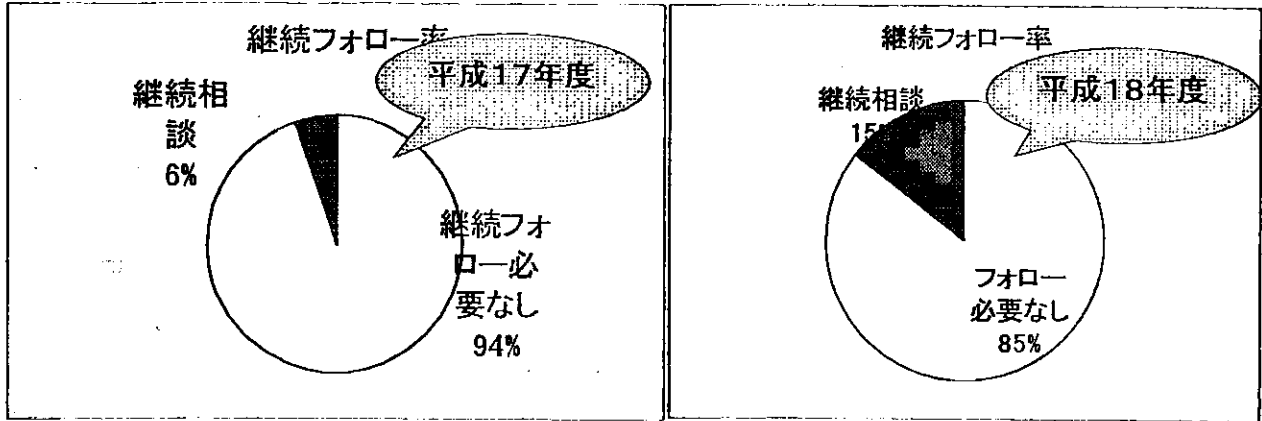 継続フォロー率
平成17年度
継続相
談
6%
継続フォ
ロー必
要なし
94%
継続フォロー率
平成18年度
継続相談
フォロー
必要なし
85%